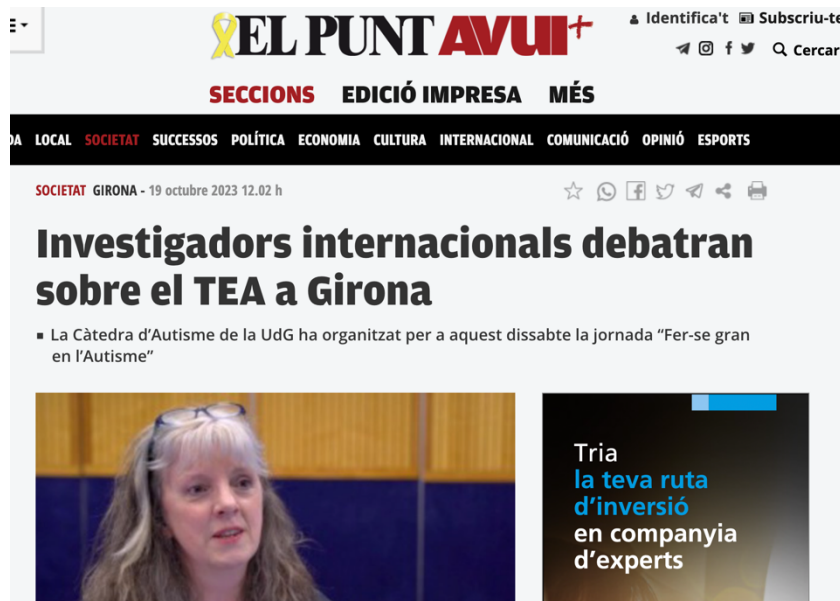 EL PUNT AVUI+
Identifica't Subscriu-te
Cercar
SECCIONS EDICIÓ IMPRESA MÉS
LOCAL SOCIETAT SUCCESSOS POLÍTICA ECONOMIA CULTURA INTERNACIONAL COMUNICACIÓ OPINIÓ ESPORTS
SOCIETAT GIRONA - 19 octubre 2023 12.02 h
Investigadors internacionals debatran
sobre el TEA a Girona
La Càtedra d'Autisme de la UdG ha organitzat per a aquest dissabte la jornada “Fer-se gran
en l'Autisme”
Tria
la teva ruta
d'inversió
en companyia
d'experts